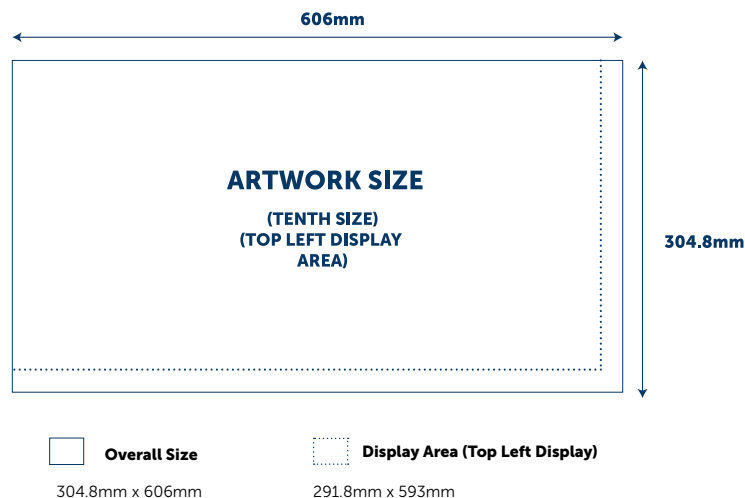 606mm
ARTWORK SIZE
(TENTH SIZE)
(TOP LEFT DISPLAY
AREA)
304.8mm
Overall Size
Display Area (Top Left Display)
304.8mm x 606mm
291.8mm x 593mm